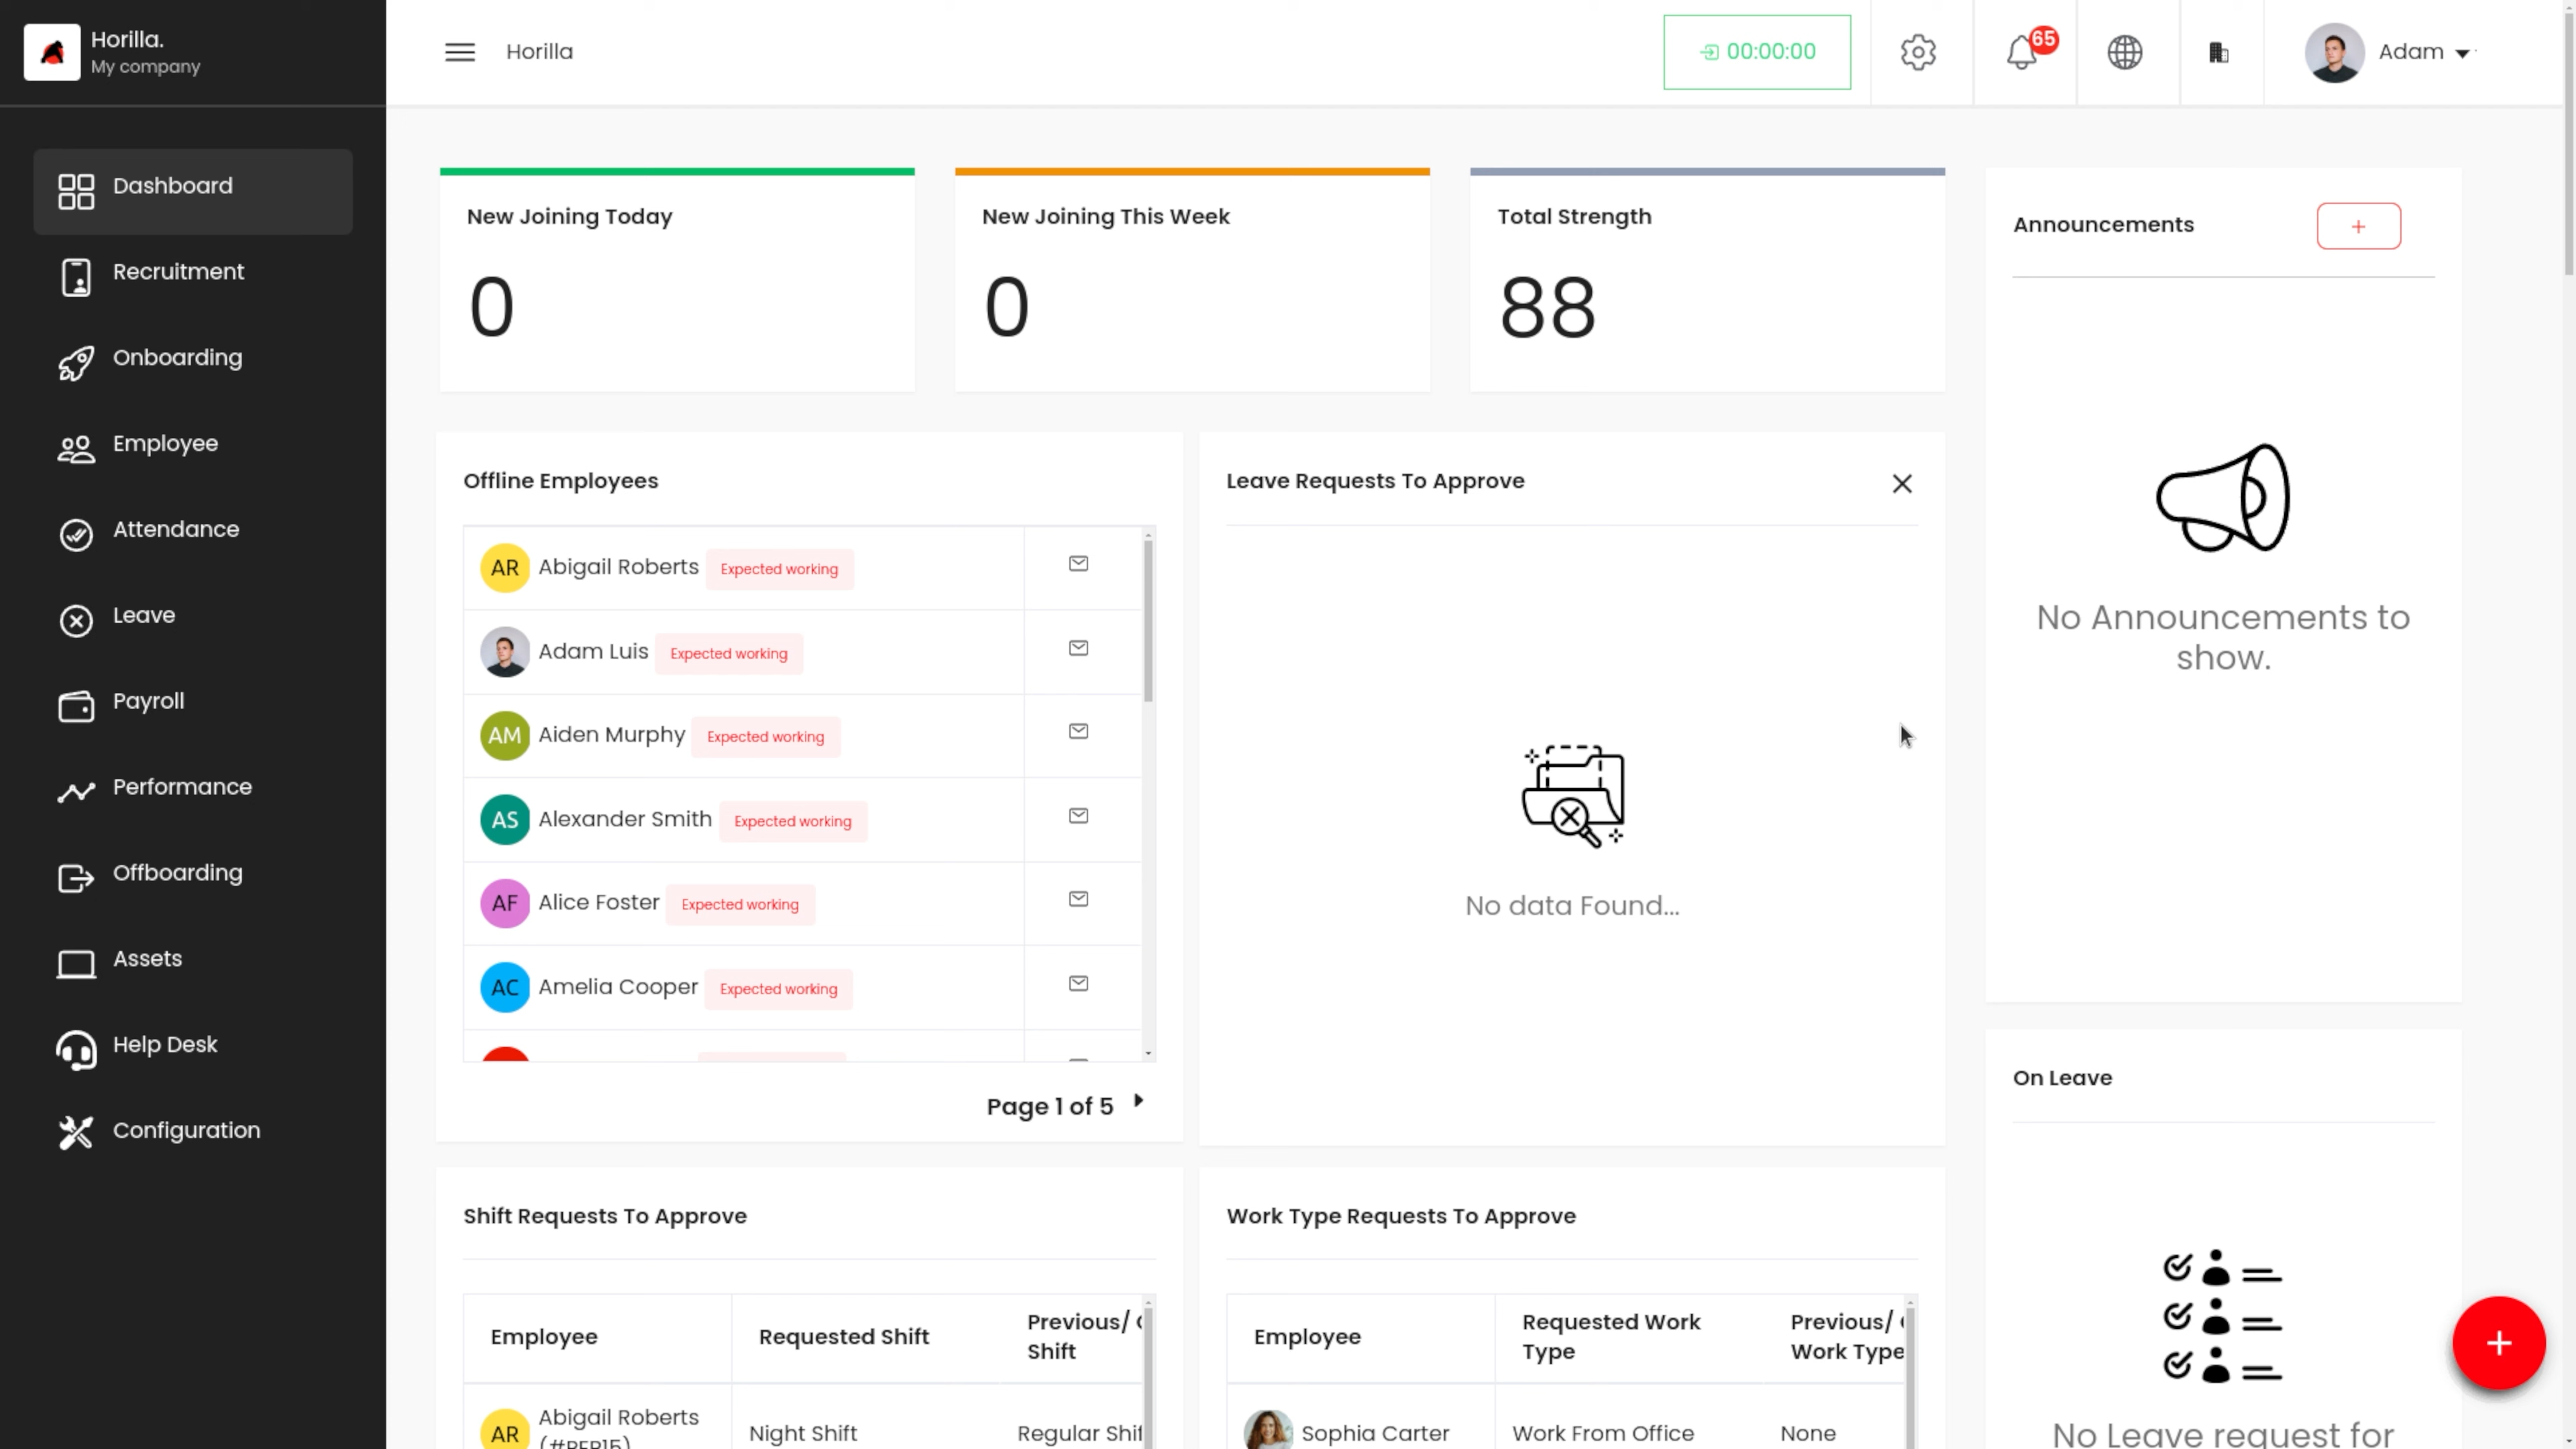 Horilla.
My company
Dashboard
Recruitment
Onboarding
Employee
Attendance
Leave
Payroll
Performance
Offboarding
Assets
Help Desk
Configuration
Horilla
00:00:00
65
Adam
New Joining Today
0
New Joining This Week
0
Total Strength
88
Announcements
+
No Announcements to
show.
Offline Employees
AR Abigail Roberts Expected working
Adam Luis Expected working
AM Aiden Murphy Expected working
AS Alexander Smith Expected working
AF Alice Foster Expected working
AC Amelia Cooper Expected working
Page 1 of 5
Leave Requests To Approve
No data Found...
On Leave
No Leave request for
Shift Requests To Approve
Employee
Requested Shift
Previous/
Shift
AR Abigail Roberts
Night Shift
Regular
Work Type Requests To Approve
Employee
Requested Work
Type
Previous/
Work Type
Sophia Carter
Work From Office
None
+